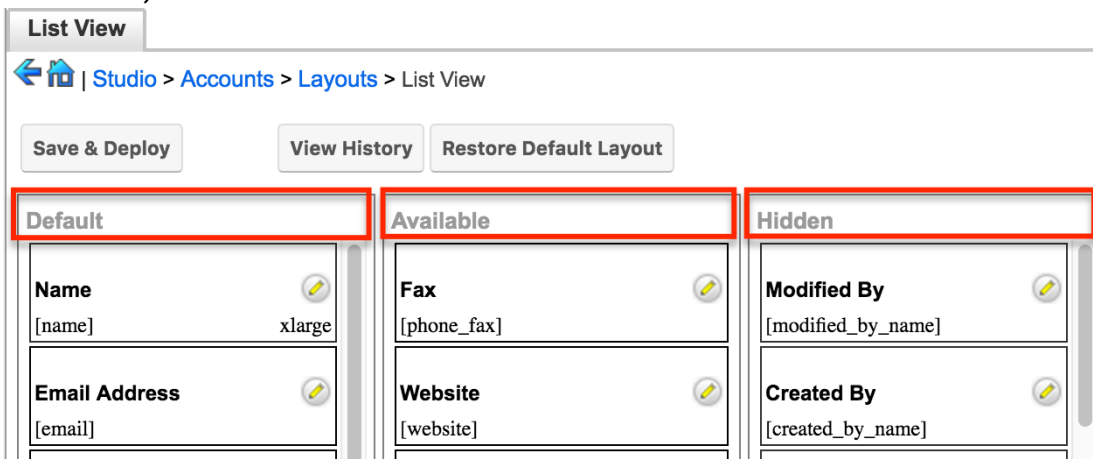 List View
| Studio > Accounts > Layouts > List View
Save & Deploy View History Restore Default Layout
Default Available Hidden
Name Fax Modified By
[name] xlarge [phone_fax] [modified_by_name]
Email Address Website Created By
[email] [website] [created_by_name]